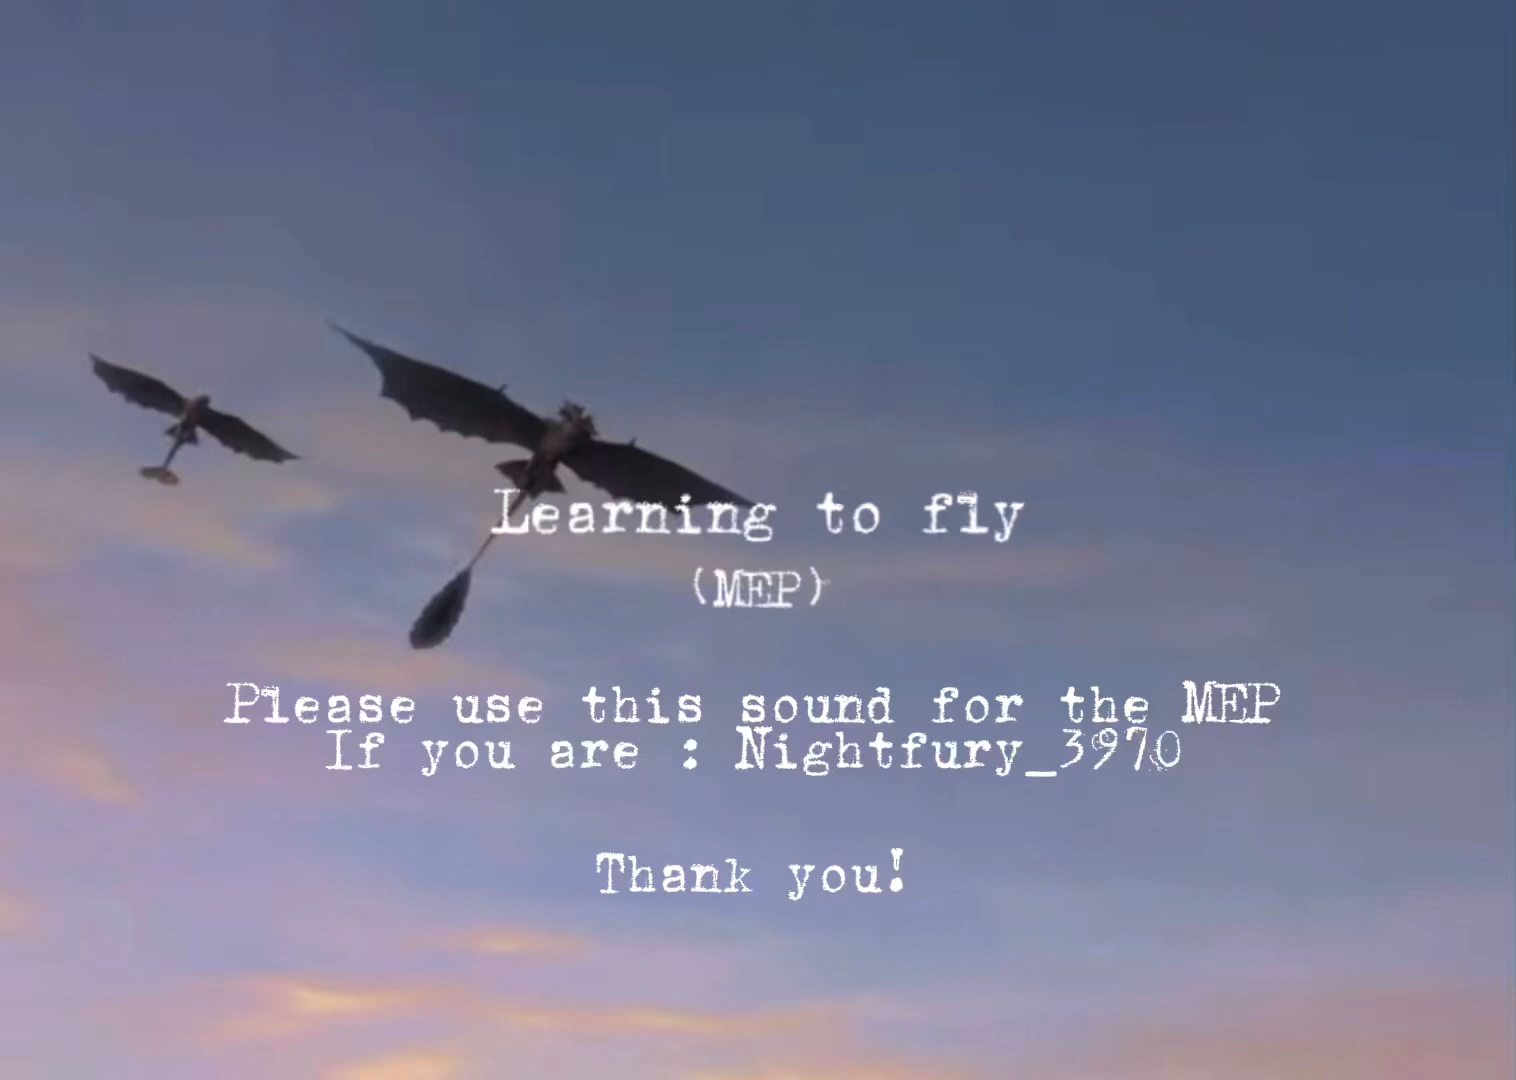 Learning to fly
(MEP)
Please use this sound for the MEP
If you are : Nightfury_3970
Thank you!